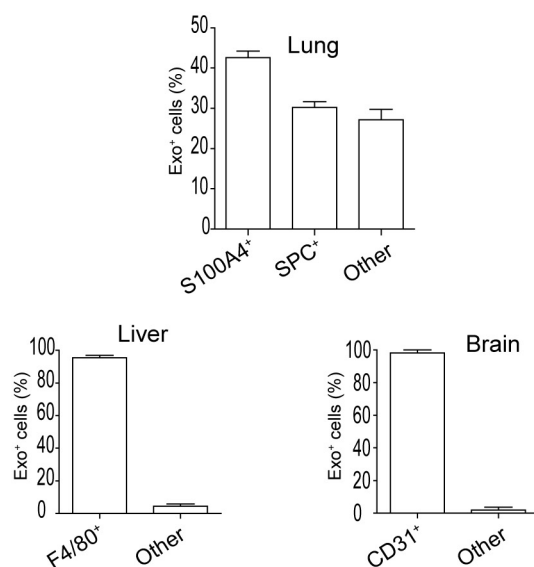 Lung
Exo⁺ cells (%)
50
40
30
20
10
0
S100A4⁺
SPC⁺
Other
Liver
Exo⁺ cells (%)
100
80
60
40
20
0
F4/80⁺
Other
Brain
Exo⁺ cells (%)
100
80
60
40
20
0
CD31⁺
Other